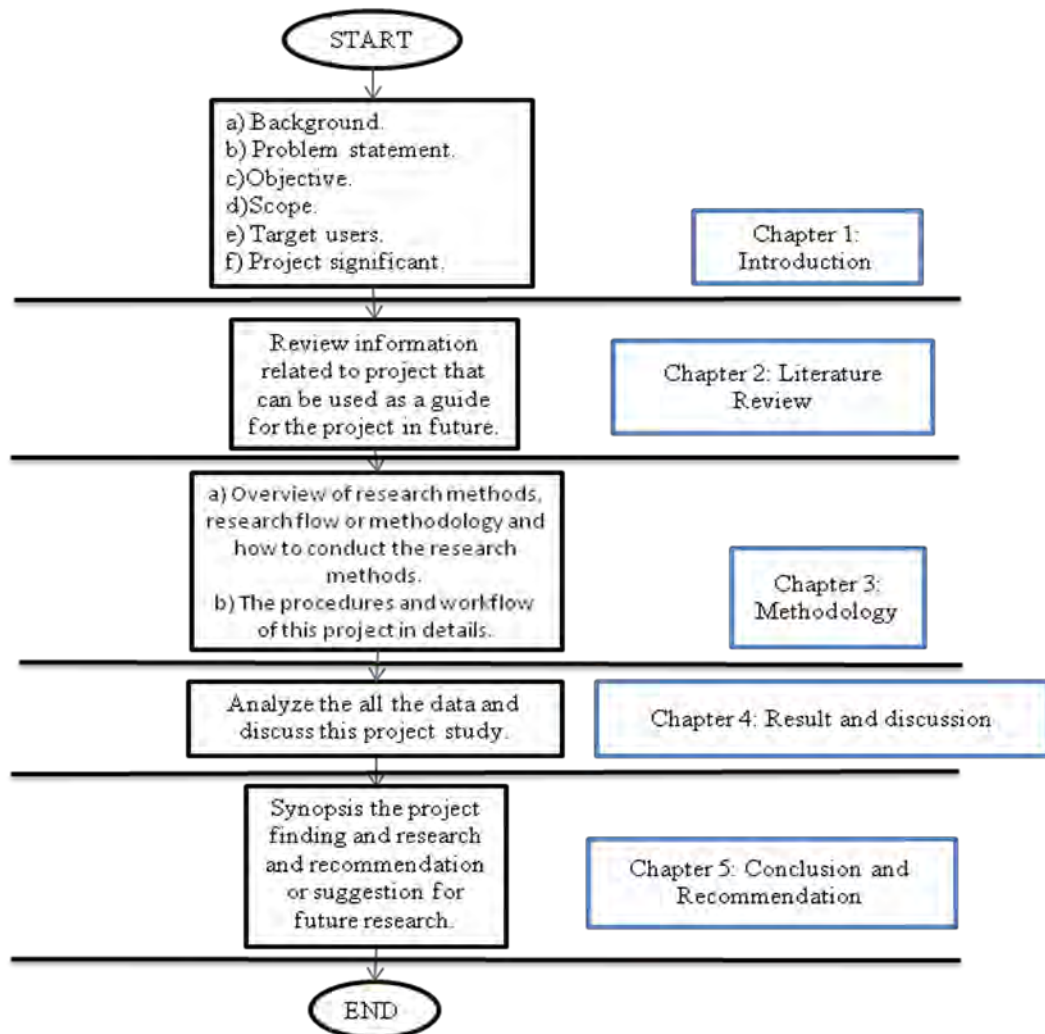 START
a) Background.
b) Problem statement.
c)Objective.
d)Scope.
e) Target users.
f) Project significant.
Chapter 1:
Introduction
Review information
related to project that
can be used as a guide
for the project in future.
Chapter 2: Literature
Review
a) Overview of research methods,
research flow or methodology and
how to conduct the research
methods.
b) The procedures and workflow
of this project in details.
Chapter 3:
Methodology
Analyze the all the data and
discuss this project study.
Chapter 4: Result and discussion
Synopsis the project
finding and research
and recommendation
or suggestion for
future research.
Chapter 5: Conclusion and
Recommendation
END